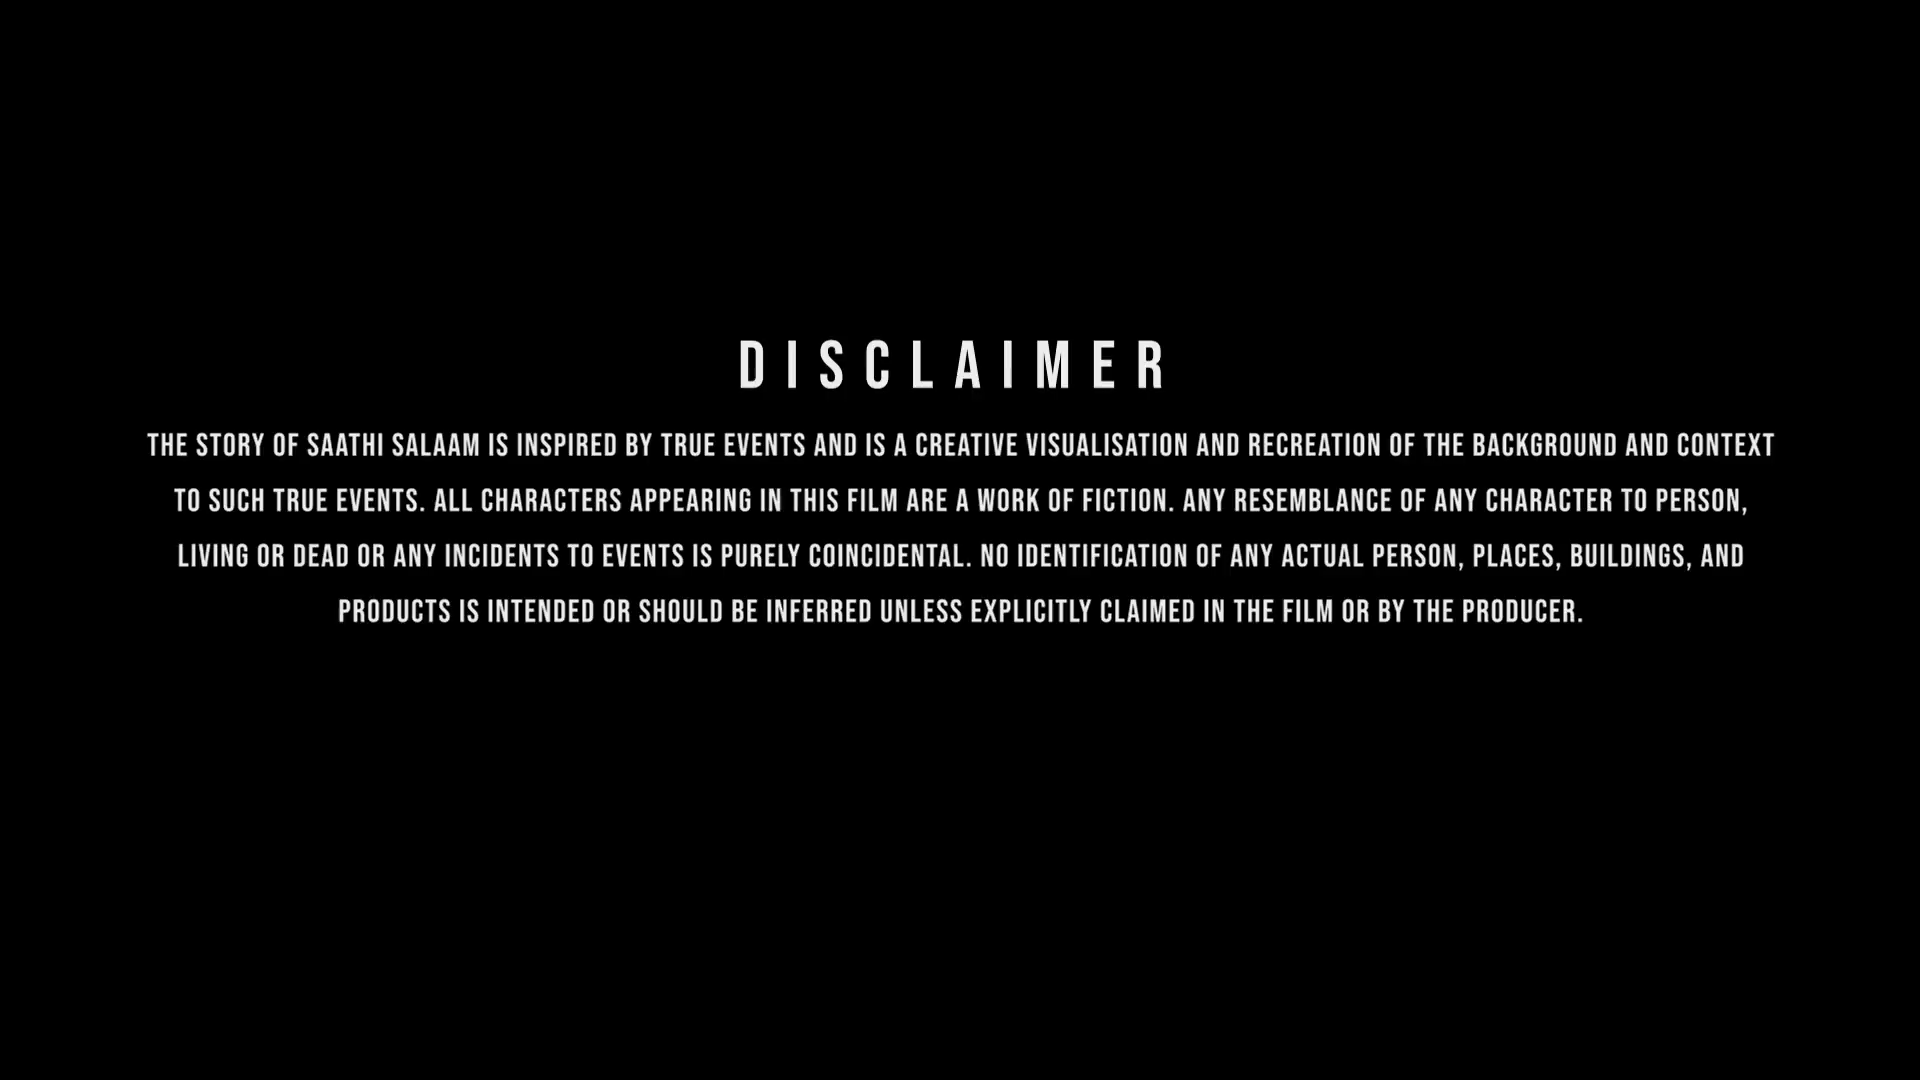 DISCLAIMER
THE STORY OF SAATHI SALAAM IS INSPIRED BY TRUE EVENTS AND IS A CREATIVE VISUALISATION AND RECREATION OF THE BACKGROUND AND CONTEXT
TO SUCH TRUE EVENTS. ALL CHARACTERS APPEARING IN THIS FILM ARE A WORK OF FICTION. ANY RESEMBLANCE OF ANY CHARACTER TO PERSON,
LIVING OR DEAD OR ANY INCIDENTS TO EVENTS IS PURELY COINCIDENTAL. NO IDENTIFICATION OF ANY ACTUAL PERSON, PLACES, BUILDINGS, AND
PRODUCTS IS INTENDED OR SHOULD BE INFERRED UNLESS EXPLICITLY CLAIMED IN THE FILM OR BY THE PRODUCER.